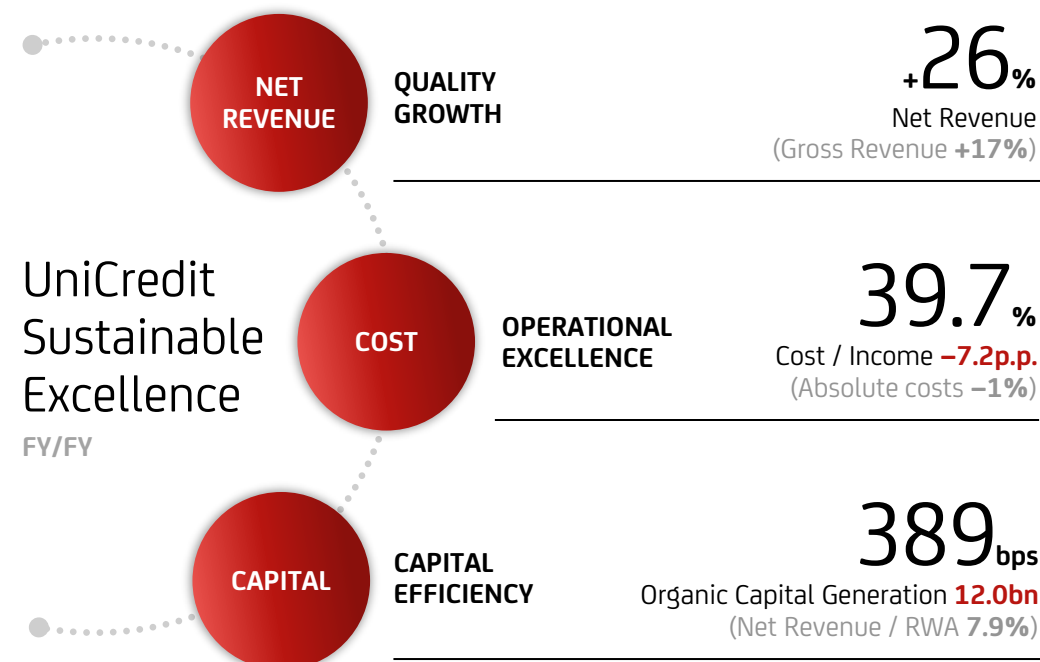 NET
REVENUE
QUALITY
GROWTH
+26%
Net Revenue
(Gross Revenue +17%)
UniCredit
Sustainable
Excellence
FY/FY
COST
OPERATIONAL
EXCELLENCE
39.7%
Cost / Income –7.2p.p.
(Absolute costs –1%)
CAPITAL
CAPITAL
EFFICIENCY
389bps
Organic Capital Generation 12.0bn
(Net Revenue / RWA 7.9%)